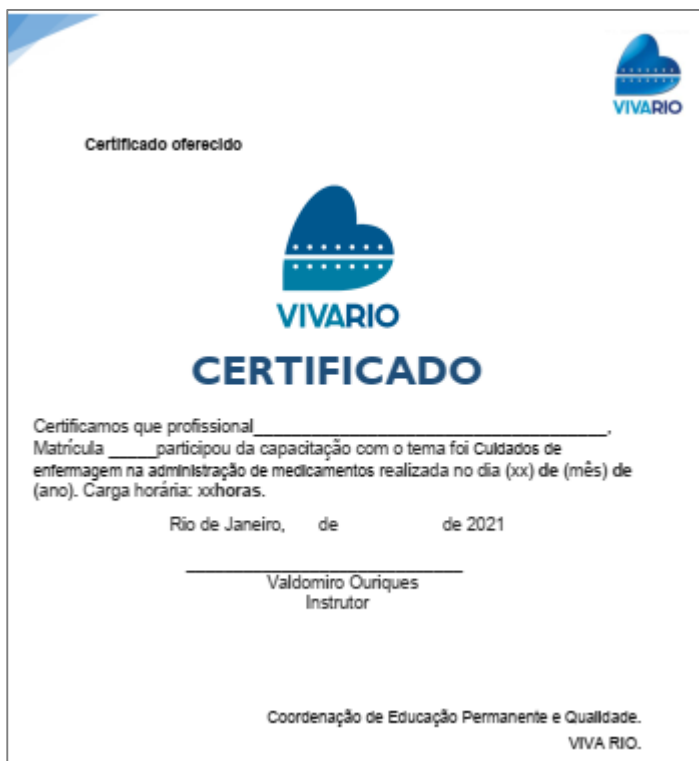 VIVARIO
Certificado oferecido
VIVARIO
CERTIFICADO
Certificamos que profissional_____________________________________,
Matrícula _____participou da capacitação com o tema foi Cuidados de
enfermagem na administração de medicamentos realizada no dia (xx) de (mês) de
(ano). Carga horária: xxhoras.
Rio de Janeiro, de de 2021
_____________________________
Valdomiro Ouriques
Instrutor
Coordenação de Educação Permanente e Qualidade.
VIVA RIO.